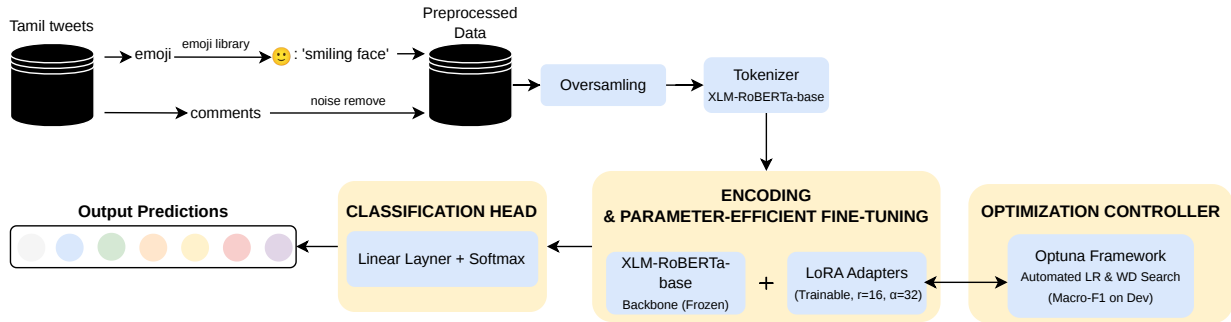 Tamil tweets
emoji
emoji library
🙂: 'smiling face'
comments
noise remove
Preprocessed
Data
Oversamling
Tokenizer
XLM-RoBERTa-base
ENCODING
& PARAMETER-EFFICIENT FINE-TUNING
XLM-RoBERTa-
base
Backbone (Frozen)
+
LoRA Adapters
(Trainable, r=16, α=32)
OPTIMIZATION CONTROLLER
Optuna Framework
Automated LR & WD Search
(Macro-F1 on Dev)
CLASSIFICATION HEAD
Linear Layner + Softmax
Output Predictions